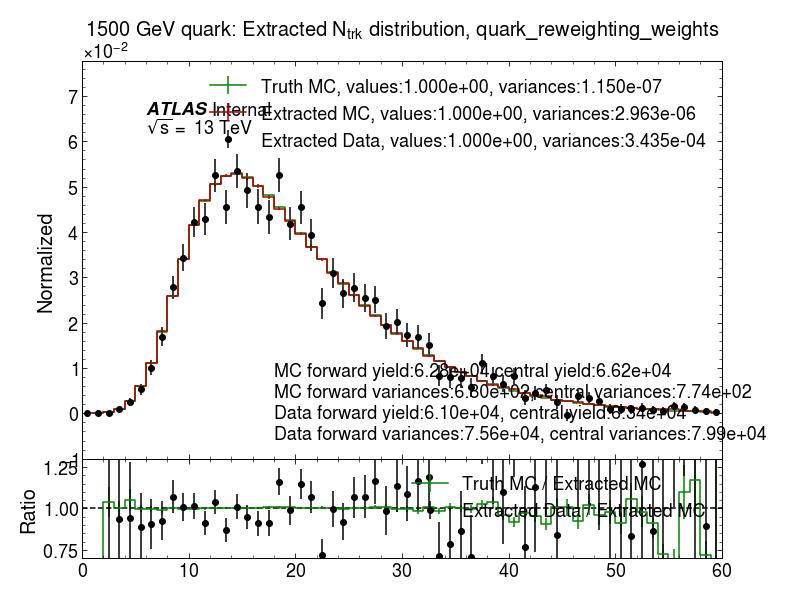 1500 GeV quark: Extracted N_trk distribution, quark_reweighting_weights
×10⁻²
Truth MC, values:1.000e+00, variances:1.150e-07
ATLAS Internal
Extracted MC, values:1.000e+00, variances:2.963e-06
√s = 13 TeV
Extracted Data, values:1.000e+00, variances:3.435e-04
7
6
5
4
3
2
1
0
1
Normalized
MC forward yield:6.28e+04,central yield:6.62e+04
MC forward variances:6.80e+02,central variances:7.74e+02
Data forward yield:6.10e+04, central yield:6.34e+04
Data forward variances:7.56e+04, central variances:7.99e+04
1.25
1.00
0.75
Ratio
Truth MC / Extracted MC
Extracted Data / Extracted MC
0 10 20 30 40 50 60